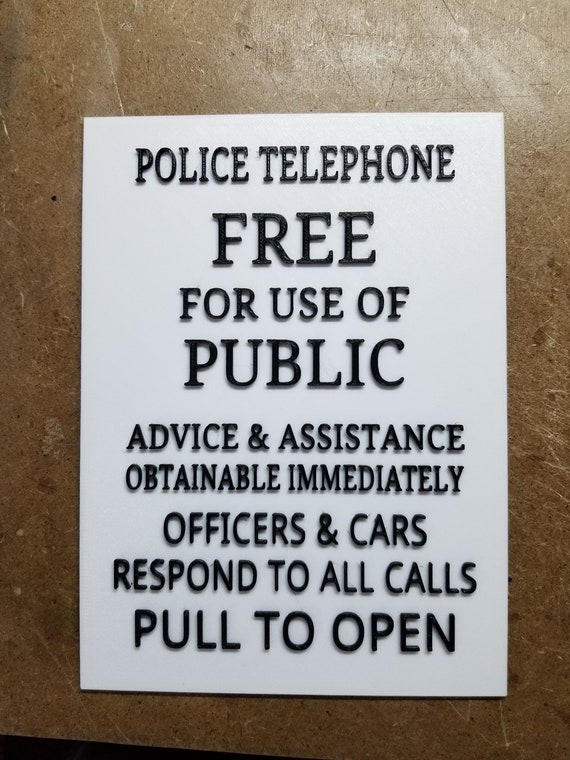 POLICE TELEPHONE
FREE
FOR USE OF
PUBLIC
ADVICE & ASSISTANCE
OBTAINABLE IMMEDIATELY
OFFICERS & CARS
RESPOND TO ALL CALLS
PULL TO OPEN